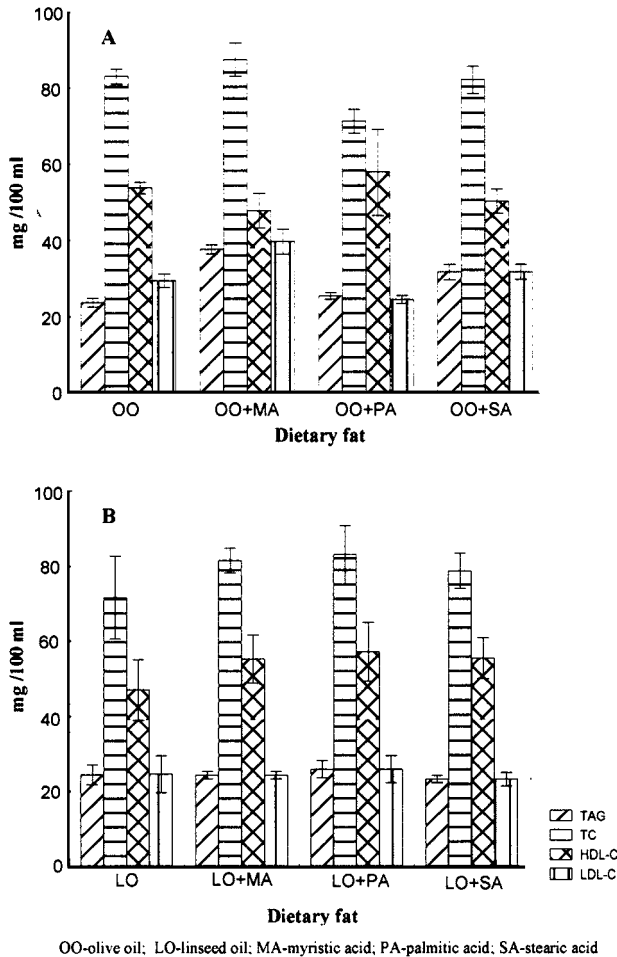 A
100
80
60
40
20
0
mg /100 ml
OO OO+MA OO+PA OO+SA
Dietary fat
B
100
80
60
40
20
0
mg /100 ml
LO LO+MA LO+PA LO+SA
Dietary fat
TAG
TC
HDL-C
LDL-C
OO-olive oil; LO-linseed oil; MA-myristic acid; PA-palmitic acid; SA-stearic acid